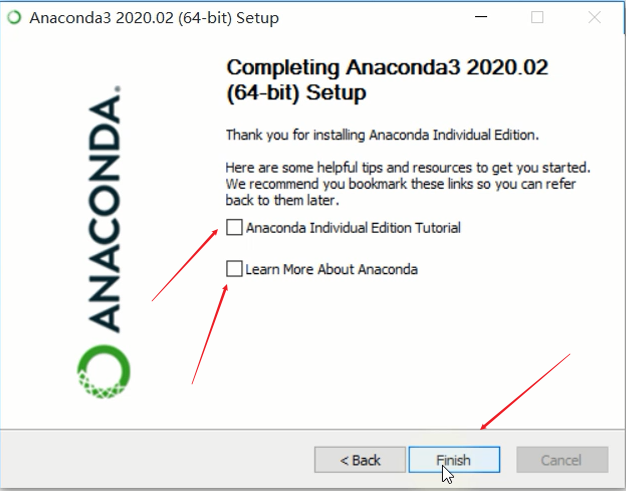 Anaconda3 2020.02 (64-bit) Setup
ANACONDA.
Completing Anaconda3 2020.02
(64-bit) Setup
Thank you for installing Anaconda Individual Edition.
Here are some helpful tips and resources to get you started.
We recommend you bookmark these links so you can refer
back to them later.
Anaconda Individual Edition Tutorial
Learn More About Anaconda
< Back
Finish
Cancel